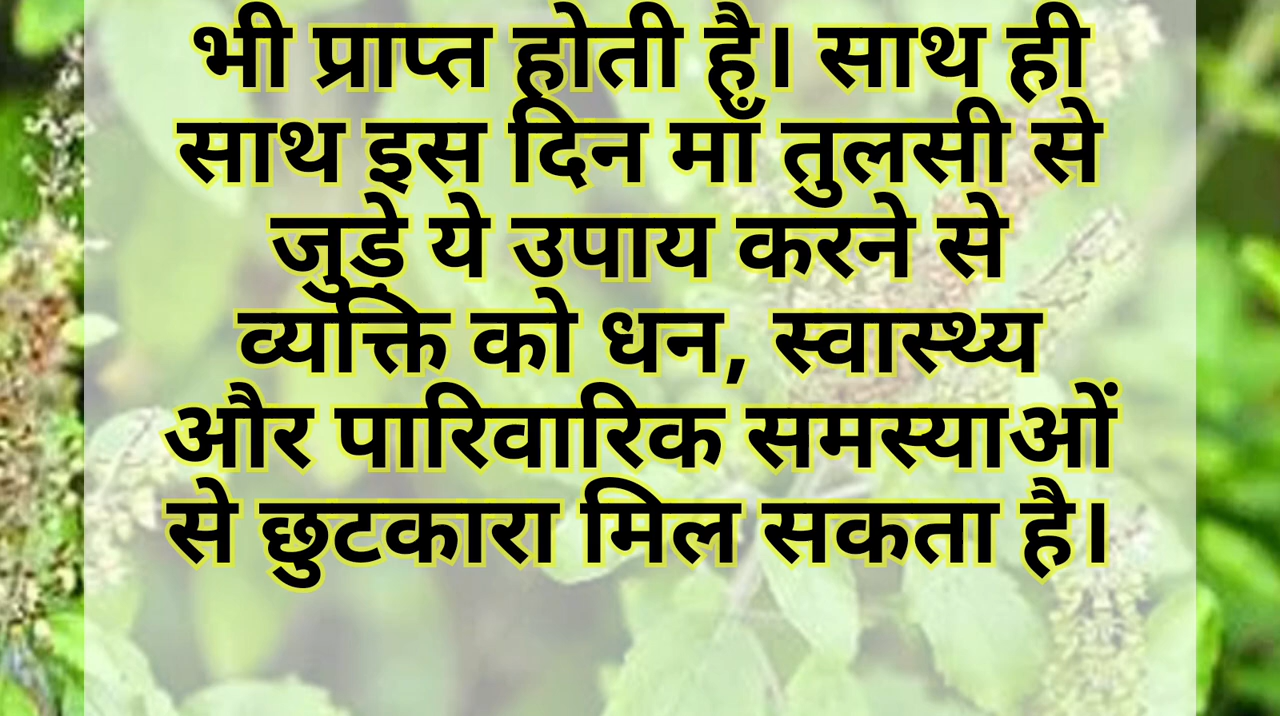 भी प्राप्त होती है। साथ ही
साथ इस दिन माँ तुलसी से
जुड़े ये उपाय करने से
व्यक्ति को धन, स्वास्थ्य
और पारिवारिक समस्याओं
से छुटकारा मिल सकता है।